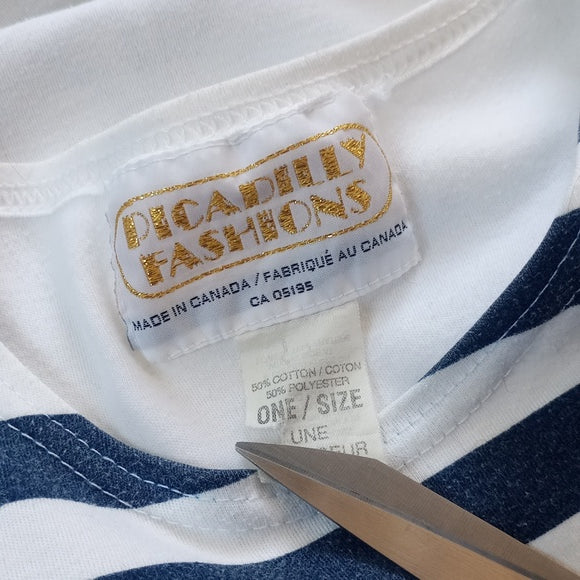 PICADILLY
FASHIONS
MADE IN CANADA / FABRIQUÉ AU CANADA
CA 05195
50% COTTON / COTON
50% POLYESTER
ONE / SIZE
UNE